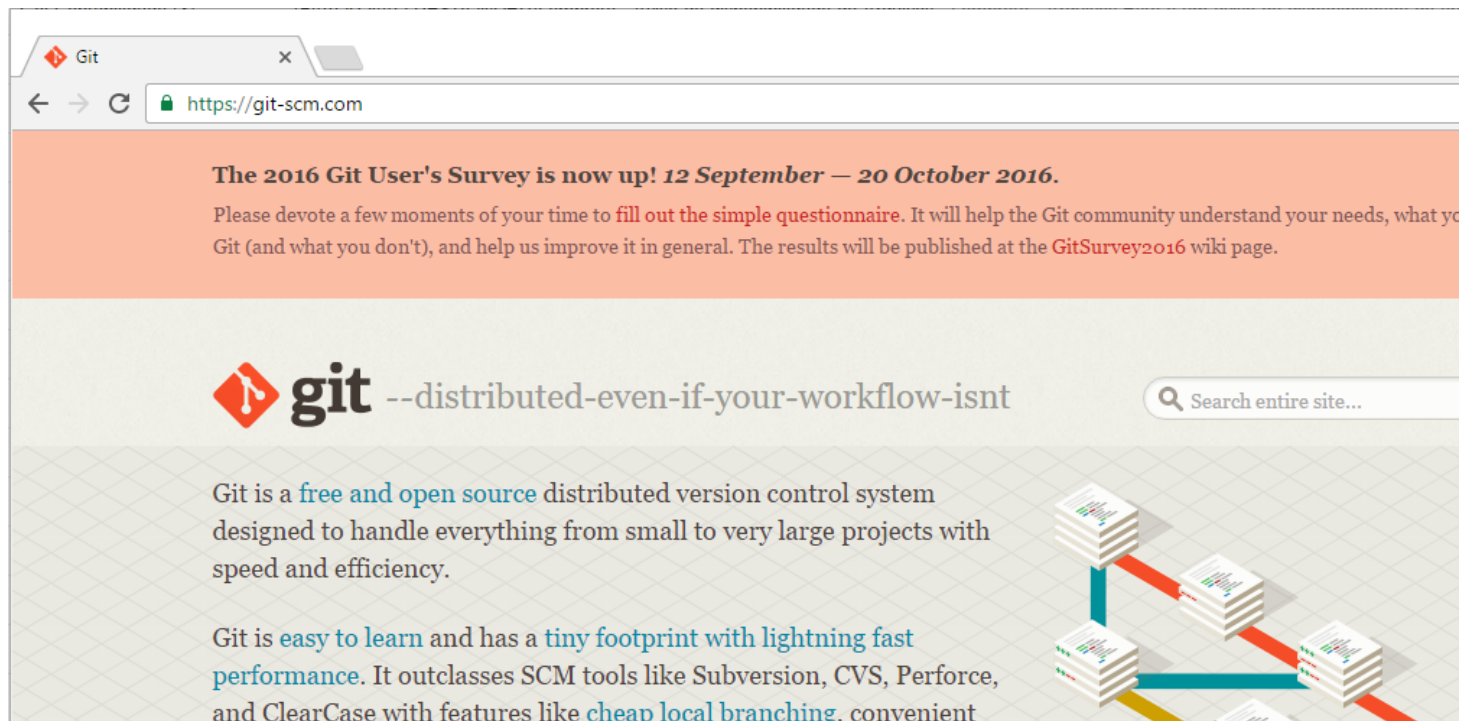 Git
https://git-scm.com
The 2016 Git User's Survey is now up! 12 September — 20 October 2016.
Please devote a few moments of your time to fill out the simple questionnaire. It will help the Git community understand your needs, what
Git (and what you don't), and help us improve it in general. The results will be published at the GitSurvey2016 wiki page.
git --distributed-even-if-your-workflow-isnt
Search entire site...
Git is a free and open source distributed version control system
designed to handle everything from small to very large projects with
speed and efficiency.
Git is easy to learn and has a tiny footprint with lightning fast
performance. It outclasses SCM tools like Subversion, CVS, Perforce,
and ClearCase with features like cheap local branching, convenient